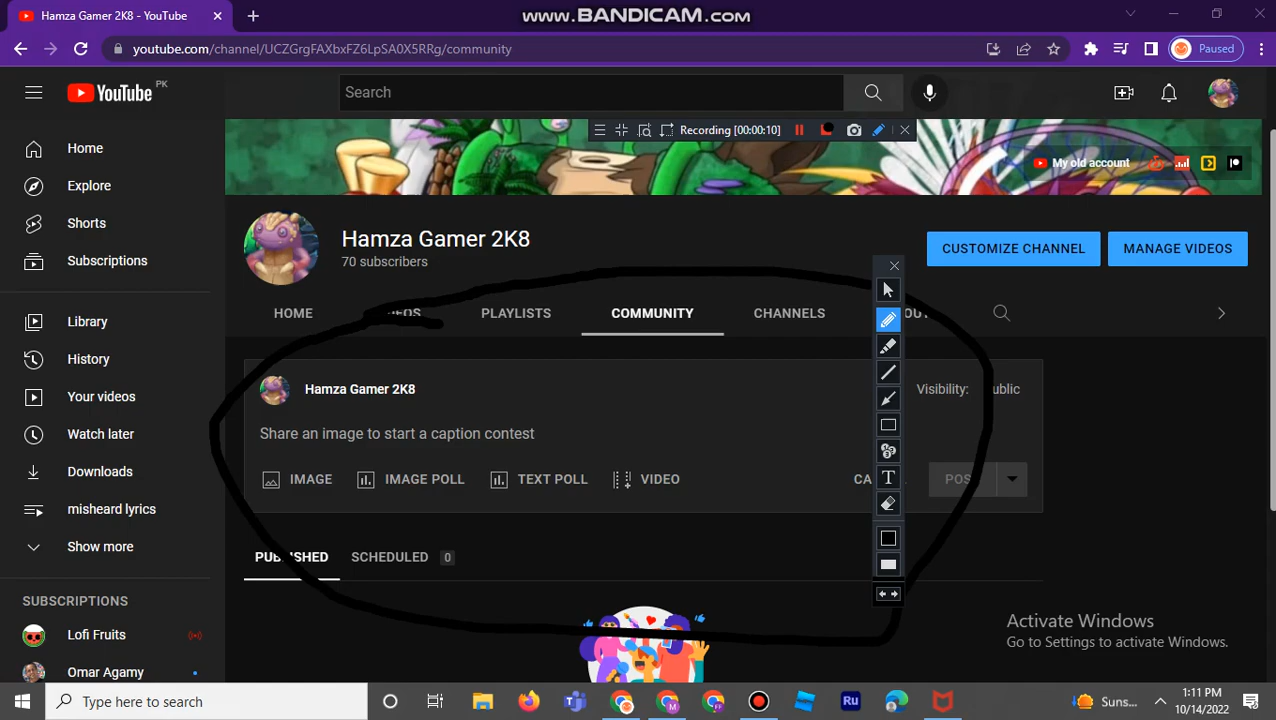 Hamza Gamer 2K8 - YouTube
www.BANDICAM.com
youtube.com/channel/UCZGrgFAXbxFZ6LpSA0X5RRg/community
Paused
YouTube PK
Search
Recording [00:00:10]
My old account
Home
Explore
Shorts
Subscriptions
Library
History
Your videos
Watch later
Downloads
misheard lyrics
Show more
SUBSCRIPTIONS
Lofi Fruits
Omar Agamy
Hamza Gamer 2K8
70 subscribers
CUSTOMIZE CHANNEL
MANAGE VIDEOS
HOME
PLAYLISTS
COMMUNITY
CHANNELS
Hamza Gamer 2K8
Visibility:
Share an image to start a caption contest
IMAGE
IMAGE POLL
TEXT POLL
VIDEO
PUBLISHED
SCHEDULED 0
Activate Windows
Go to Settings to activate Windows.
Type here to search
Ru
Suns...
1:11 PM
10/14/2022